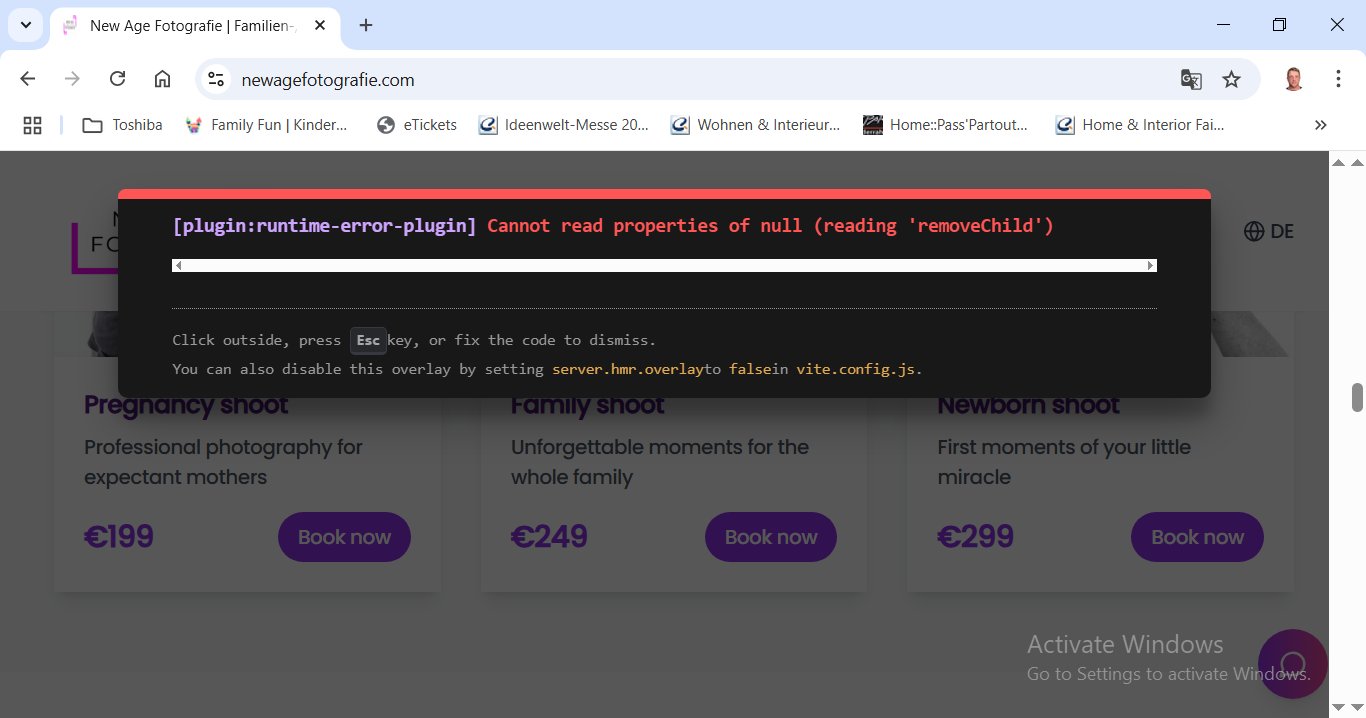 New Age Fotografie | Familien-,
newagefotografie.com
Toshiba
Family Fun | Kinder...
eTickets
Ideenwelt-Messe 20...
Wohnen & Interieur...
Home::Pass'Partout...
Home & Interior Fai...
[plugin:runtime-error-plugin] Cannot read properties of null (reading 'removeChild')
N
FO
DE
Click outside, press Esc key, or fix the code to dismiss.
You can also disable this overlay by setting server.hmr.overlay to false in vite.config.js.
Pregnancy shoot
Professional photography for
expectant mothers
€199
Book now
Family shoot
Unforgettable moments for the
whole family
€249
Book now
Newborn shoot
First moments of your little
miracle
€299
Book now
Activate Windows
Go to Settings to activate Windows.